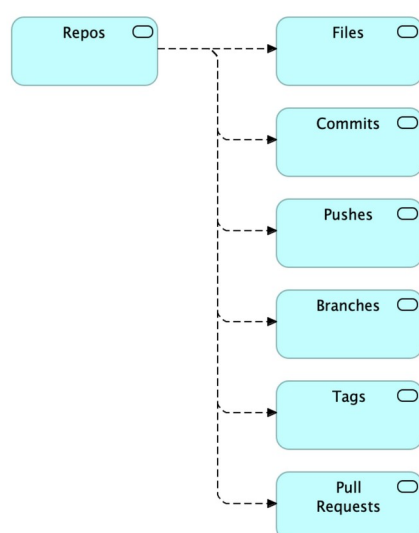 Repos
Files
Commits
Pushes
Branches
Tags
Pull
Requests